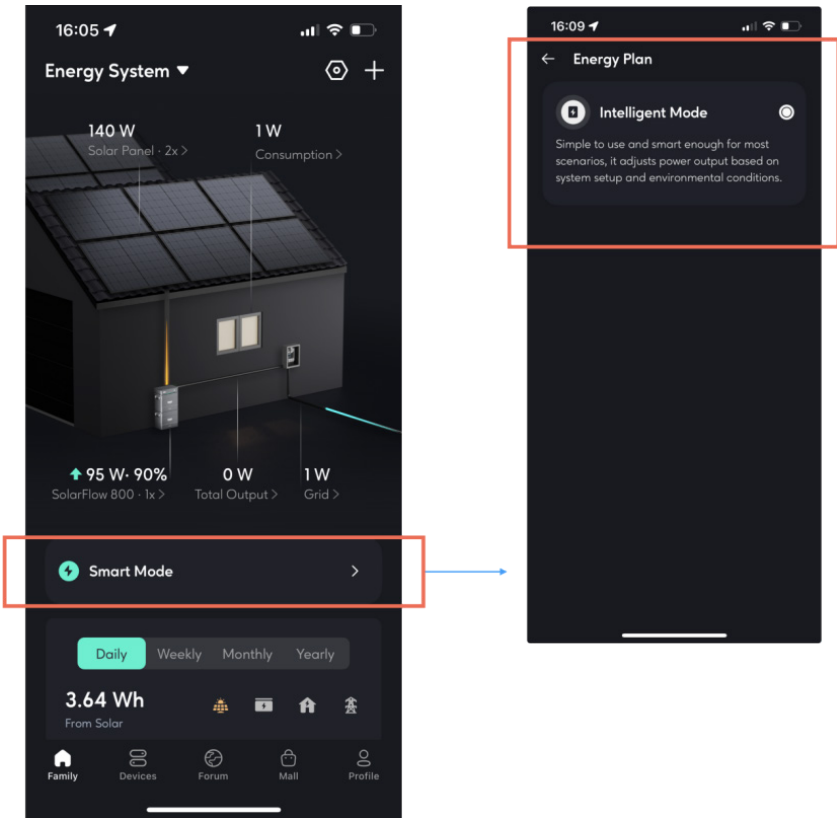 16:05
Energy System
140 W
Solar Panel · 2x >
1 W
Consumption >
95 W· 90%
SolarFlow 800 · 1x >
0 W
Total Output >
1 W
Grid >
Smart Mode
Daily Weekly Monthly Yearly
3.64 Wh
From Solar
Family Devices Forum Mall Profile
16:09
Energy Plan
Intelligent Mode
Simple to use and smart enough for most
scenarios, it adjusts power output based on
system setup and environmental conditions.